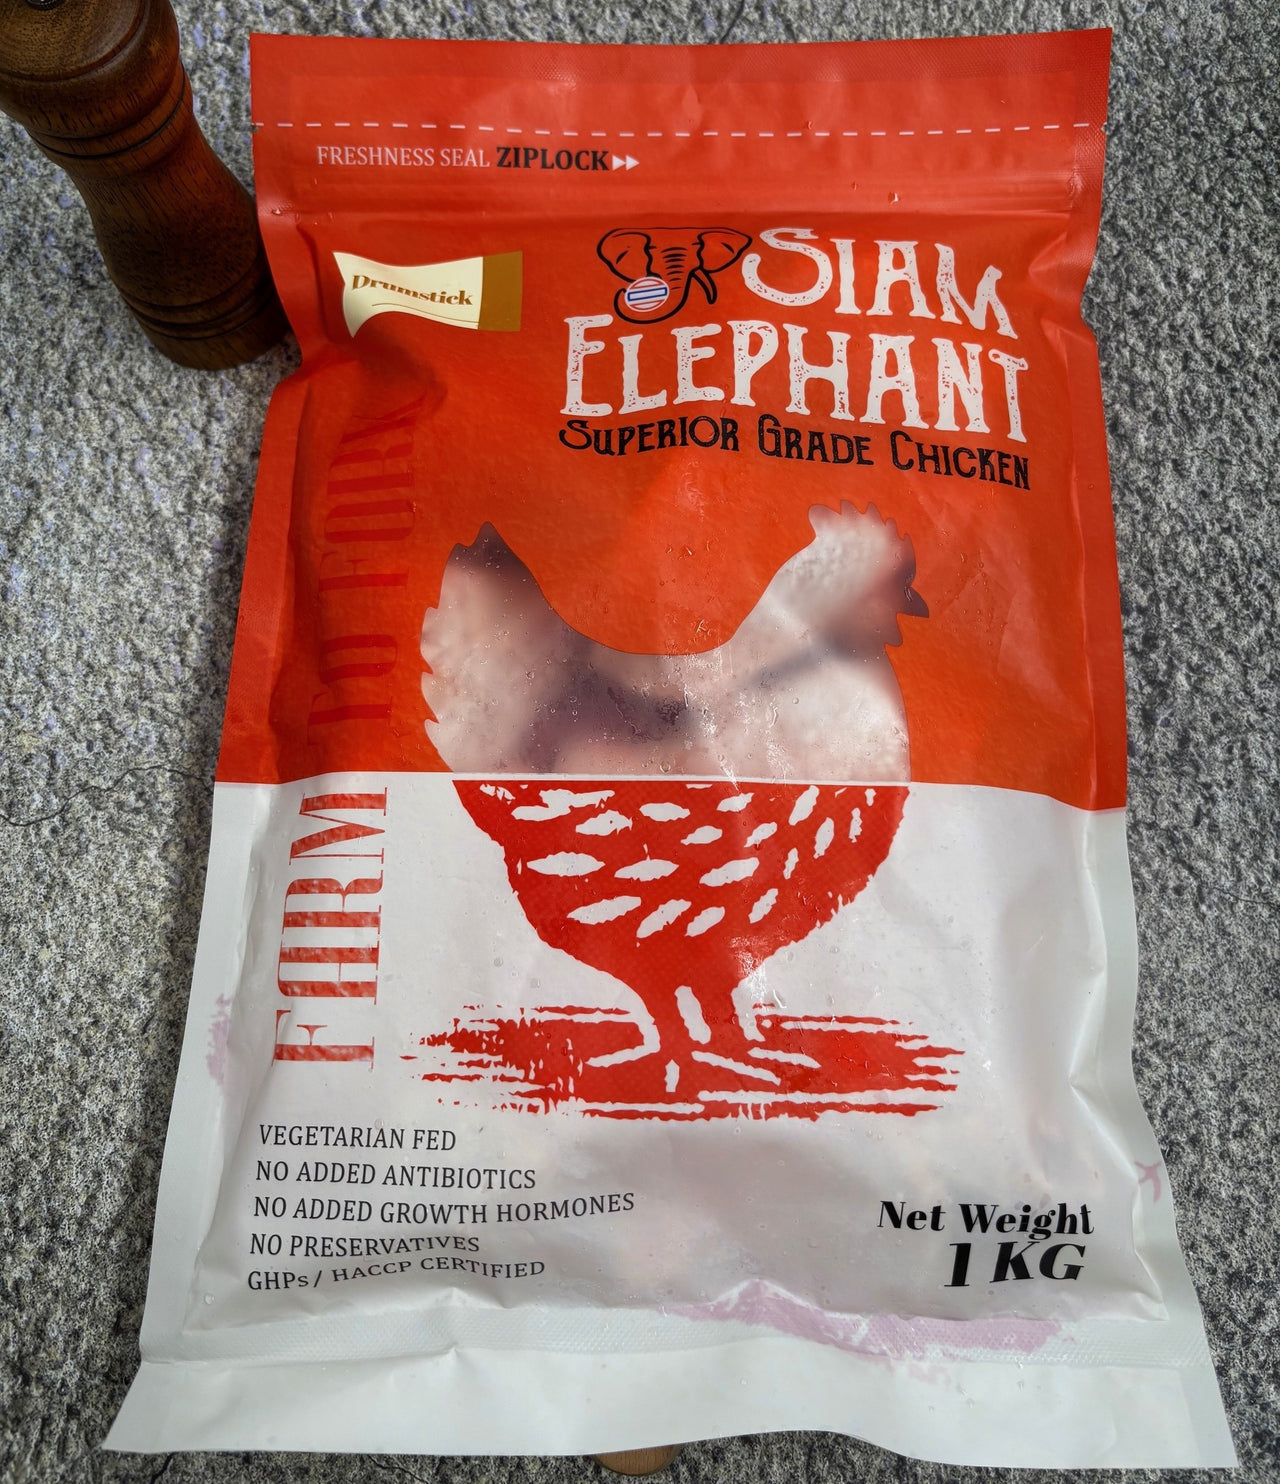 FRESHNESS SEAL ZIPLOCK
Drumstick
SIAM
ELEPHANT
SUPERIOR GRADE CHICKEN
FARM TO FORK
VEGETARIAN FED
NO ADDED ANTIBIOTICS
NO ADDED GROWTH HORMONES
NO PRESERVATIVES
GHPs / HACCP CERTIFIED
Net Weight
1 KG